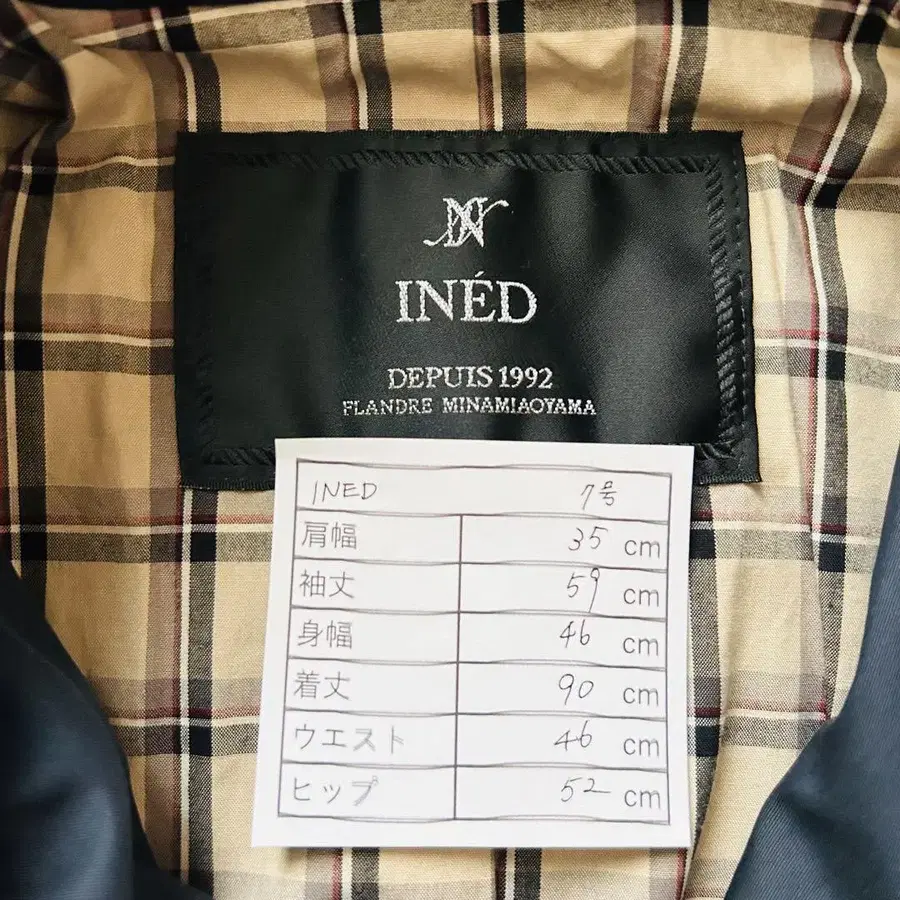 INÉD
DEPUIS 1992
FLANDRE MINAMIAOYAMA
INED 7号
肩幅 35 cm
袖丈 59 cm
身幅 46 cm
着丈 90 cm
ウエスト 46 cm
ヒップ 52 cm